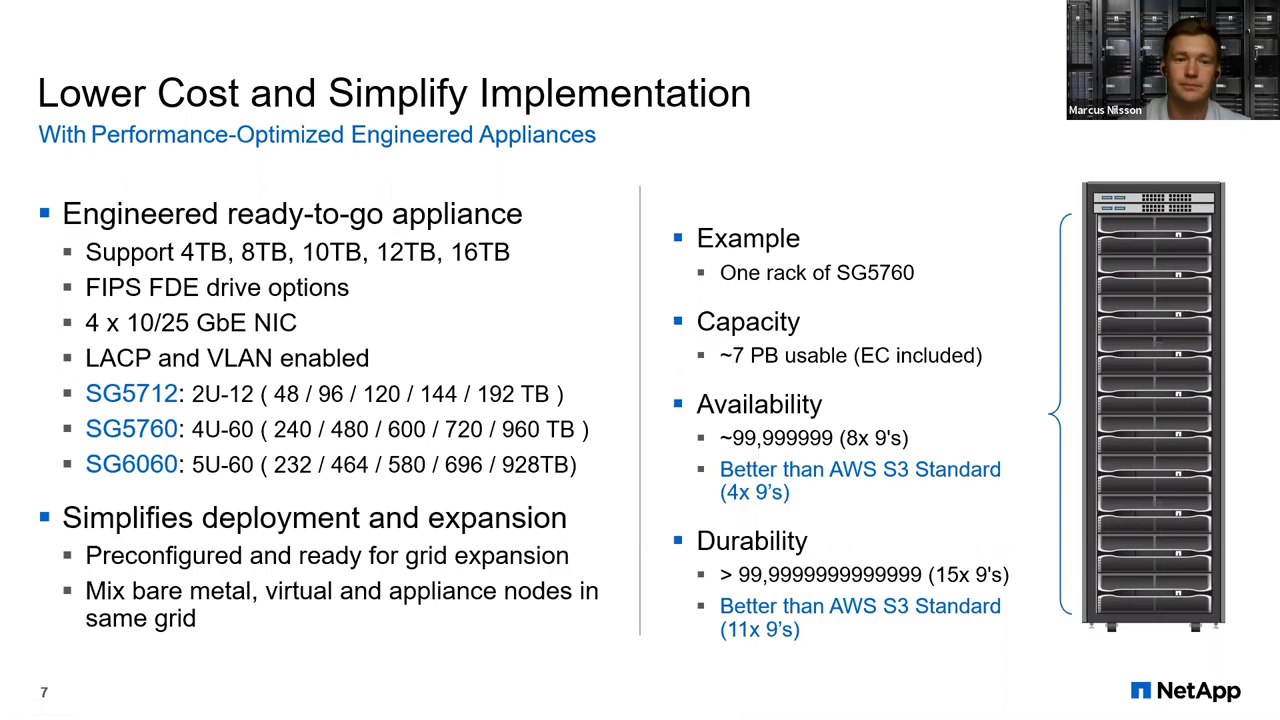 Lower Cost and Simplify Implementation
With Performance-Optimized Engineered Appliances
Marcus Nilsson
Engineered ready-to-go appliance
Support 4TB, 8TB, 10TB, 12TB, 16TB
FIPS FDE drive options
4 x 10/25 GbE NIC
LACP and VLAN enabled
SG5712: 2U-12 ( 48 / 96 / 120 / 144 / 192 TB )
SG5760: 4U-60 ( 240 / 480 / 600 / 720 / 960 TB )
SG6060: 5U-60 ( 232 / 464 / 580 / 696 / 928TB)
Simplifies deployment and expansion
Preconfigured and ready for grid expansion
Mix bare metal, virtual and appliance nodes in
same grid
Example
One rack of SG5760
Capacity
~7 PB usable (EC included)
Availability
~99,999999 (8x 9's)
Better than AWS S3 Standard
(4x 9's)
Durability
> 99,9999999999999 (15x 9's)
Better than AWS S3 Standard
(11x 9's)
7
NetApp